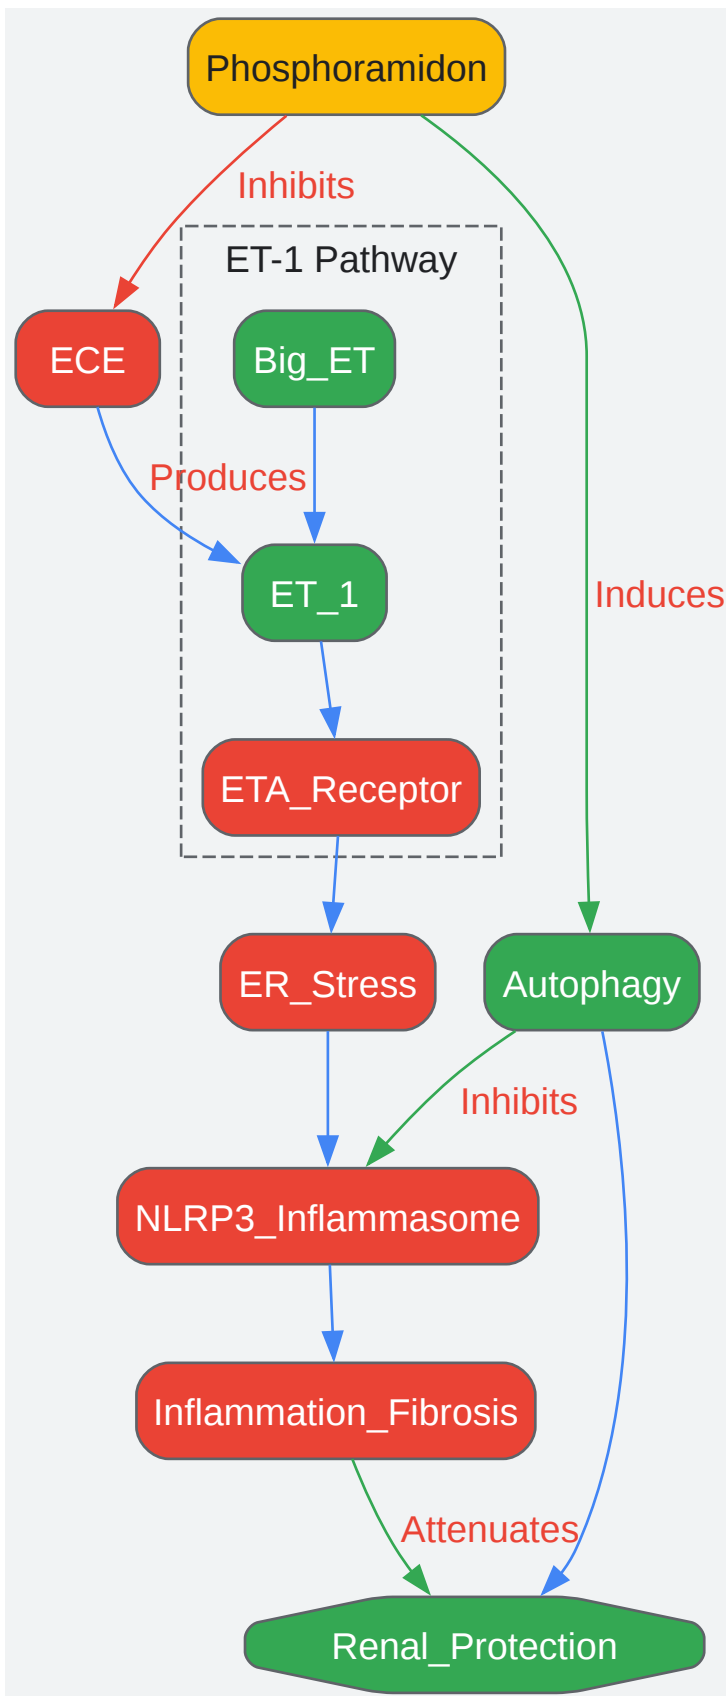 Phosphoramidon
Inhibits
ET-1 Pathway
ECE
Big_ET
Produces
ET_1
Induces
ETA_Receptor
ER_Stress
Autophagy
Inhibits
NLRP3_Inflammasome
Inflammation_Fibrosis
Attenuates
Renal_Protection